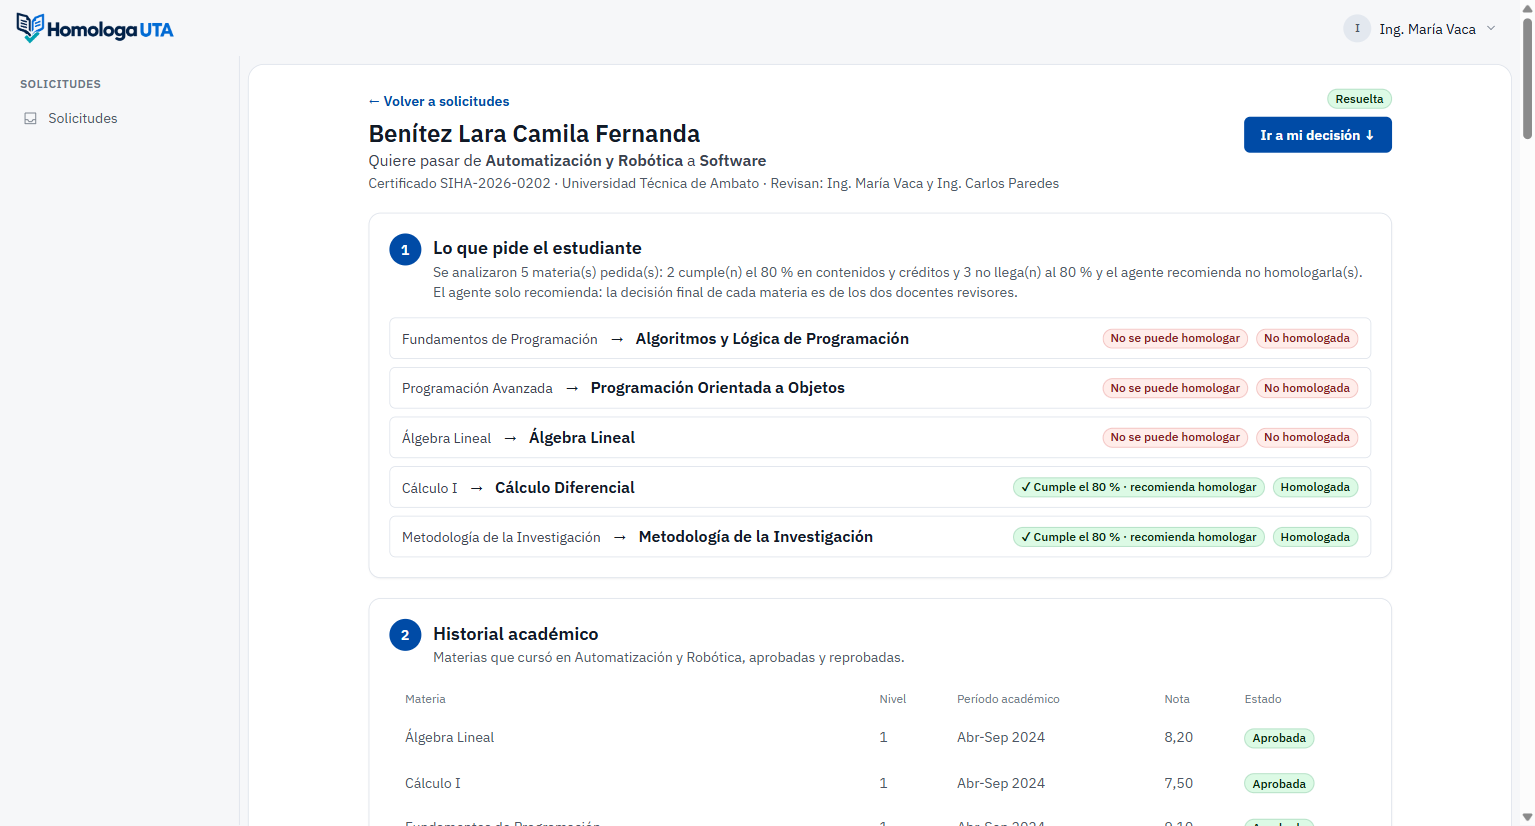 HomologaUTA
I
Ing. María Vaca
SOLICITUDES
Solicitudes
← Volver a solicitudes
Resuelta
Benítez Lara Camila Fernanda
Ir a mi decisión ↓
Quiere pasar de Automatización y Robótica a Software
Certificado SIHA-2026-0202 · Universidad Técnica de Ambato · Revisan: Ing. María Vaca y Ing. Carlos Paredes
1
Lo que pide el estudiante
Se analizaron 5 materia(s) pedida(s): 2 cumple(n) el 80 % en contenidos y créditos y 3 no llega(n) al 80 % y el agente recomienda no homologarla(s).
El agente solo recomienda: la decisión final de cada materia es de los dos docentes revisores.
Fundamentos de Programación → Algoritmos y Lógica de Programación No se puede homologar No homologada
Programación Avanzada → Programación Orientada a Objetos No se puede homologar No homologada
Álgebra Lineal → Álgebra Lineal No se puede homologar No homologada
Cálculo I → Cálculo Diferencial ✓ Cumple el 80 % · recomienda homologar Homologada
Metodología de la Investigación → Metodología de la Investigación ✓ Cumple el 80 % · recomienda homologar Homologada
2
Historial académico
Materias que cursó en Automatización y Robótica, aprobadas y reprobadas.
Materia Nivel Período académico Nota Estado
Álgebra Lineal 1 Abr-Sep 2024 8,20 Aprobada
Cálculo I 1 Abr-Sep 2024 7,50 Aprobada
Fundamentos de Programación 1 Abr-Sep 2024